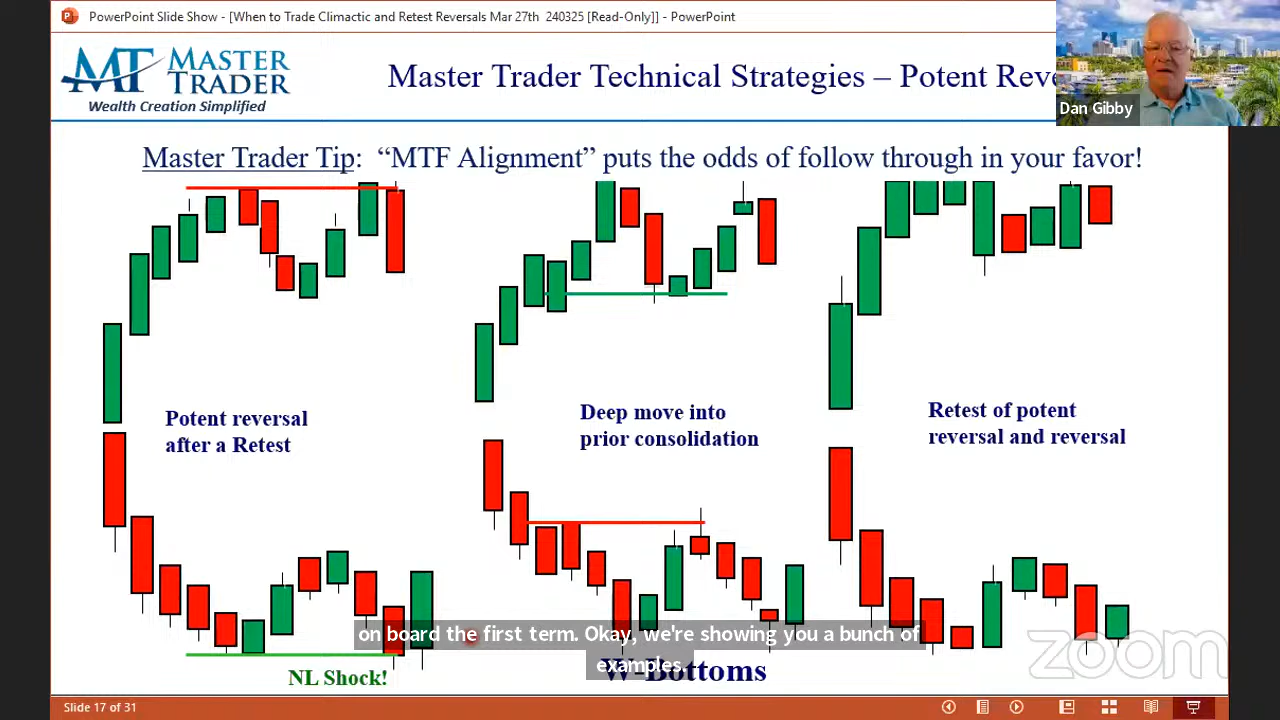 PowerPoint Slide Show - [When to Trade Climactic and Retest Reversals Mar 27th  240325 [Read-Only]] - PowerPoint
MT MASTER TRADER
Wealth Creation Simplified
Master Trader Technical Strategies – Potent Reve
Dan Gibby
Master Trader Tip:  “MTF Alignment” puts the odds of follow through in your favor!
Potent reversal
after a Retest
Deep move into
prior consolidation
Retest of potent
reversal and reversal
on board the first term. Okay, we're showing you a bunch of
examples.
NL Shock!
W-Bottoms
zoom
Slide 17 of 31